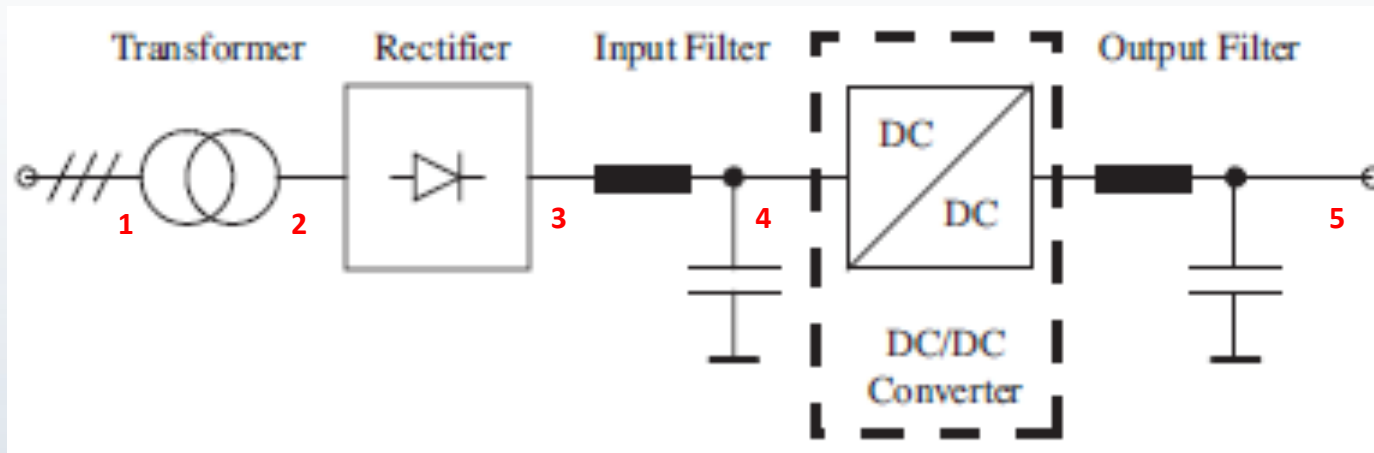 Transformer Rectifier Input Filter Output Filter
DC
DC
1 2 3 4 5
DC/DC
Converter